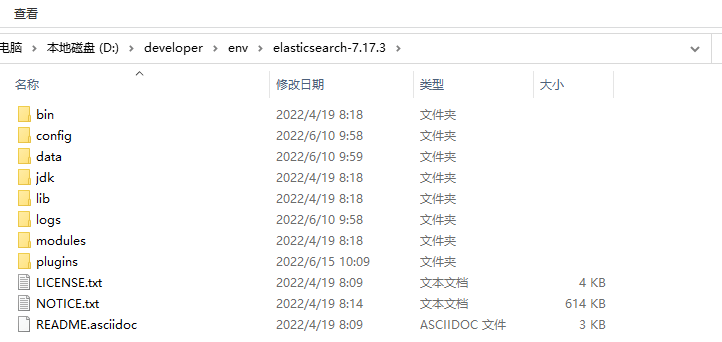 查看
电脑 本地磁盘 (D:) developer env elasticsearch-7.17.3
名称 修改日期 类型 大小
bin 2022/4/19 8:18 文件夹
config 2022/6/10 9:58 文件夹
data 2022/6/10 9:59 文件夹
jdk 2022/4/19 8:18 文件夹
lib 2022/4/19 8:18 文件夹
logs 2022/6/10 9:58 文件夹
modules 2022/4/19 8:18 文件夹
plugins 2022/6/15 10:09 文件夹
LICENSE.txt 2022/4/19 8:09 文本文档 4 KB
NOTICE.txt 2022/4/19 8:14 文本文档 614 KB
README.asciidoc 2022/4/19 8:09 ASCIIDOC 文件 3 KB